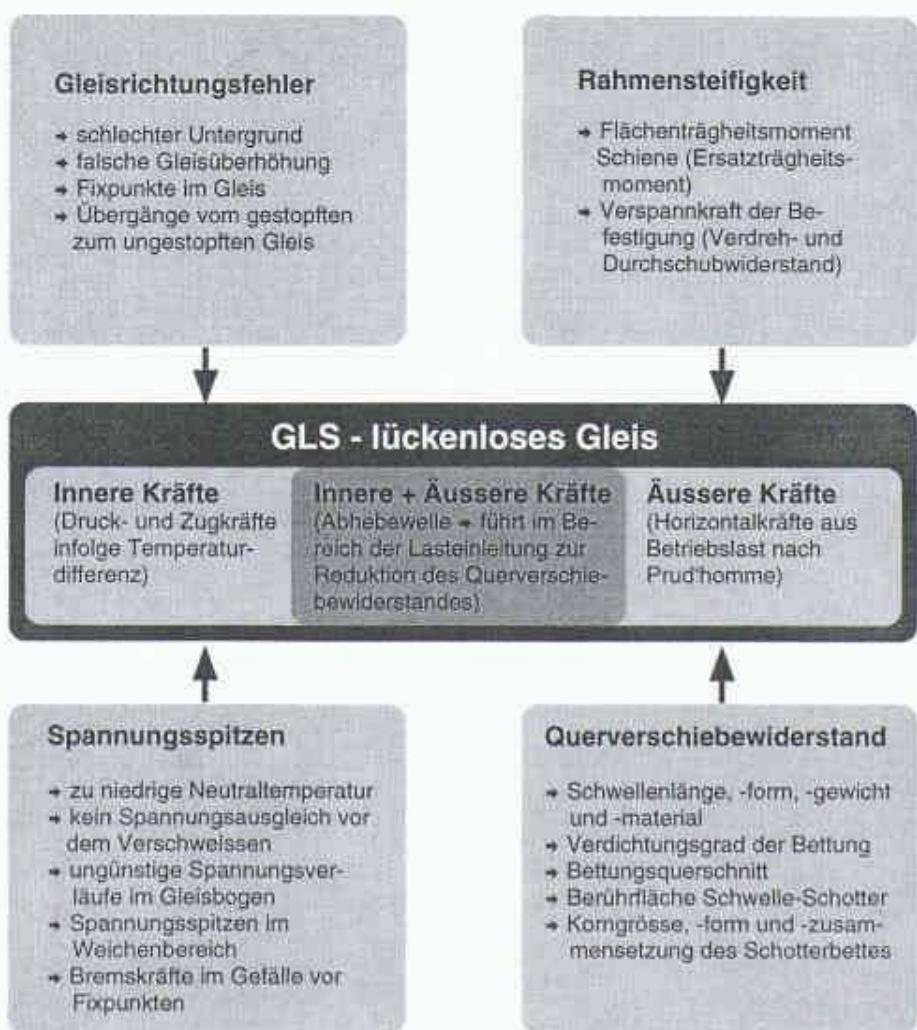 Gleisrichtungsfehler
→ schlechter Untergrund
→ falsche Gleisüberhöhung
→ Fixpunkte im Gleis
→ Übergänge vom gestopften
zum ungestopften Gleis
Rahmensteifigkeit
→ Flächenträgheitsmoment
Schiene (Ersatzträgheits-
moment)
→ Verspannkraft der Be-
festigung (Verdreh- und
Durchschubwiderstand)
GLS - lückenloses Gleis
Innere Kräfte
(Druck- und Zugkräfte
infolge Temperatur-
differenz)
Innere + Äussere Kräfte
(Abhebewelle → führt im Be-
reich der Lasteinleitung zur
Reduktion des Querverschie-
bewiderstandes)
Äussere Kräfte
(Horizontalkräfte aus
Betriebslast nach
Prud'homme)
Spannungsspitzen
→ zu niedrige Neutraltemperatur
→ kein Spannungsausgleich vor
dem Verschweissen
→ ungünstige Spannungsver-
läufe im Gleisbogen
→ Spannungsspitzen im
Weichenbereich
→ Bremskräfte im Gefälle vor
Fixpunkten
Querverschiebewiderstand
→ Schwellenlänge, -form, -gewicht
und -material
→ Verdichtungsgrad der Bettung
→ Bettungsquerschnitt
→ Berührfläche Schwelle-Schotter
→ Korngrösse, -form und -zusam-
mensetzung des Schotterbettes